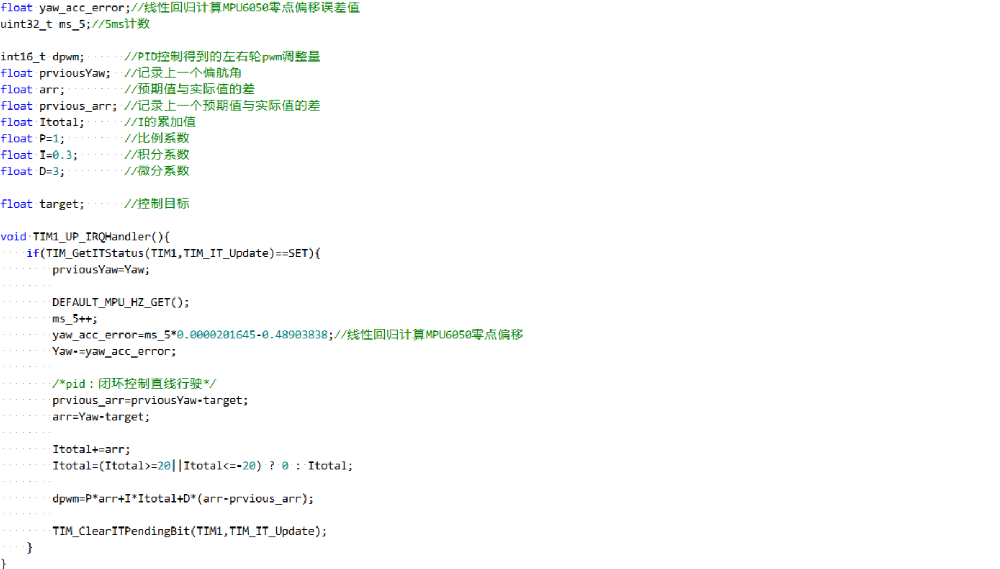 float yaw_acc_error;//线性回归计算MPU6050零点偏移误差值
uint32_t ms_5;//5ms计数
int16_t dpwm;      //PID控制得到的左右轮pwm调整量
float prviousYaw;  //记录上一个偏航角
float arr;         //预期值与实际值的差
float prvious_arr; //记录上一个预期值与实际值的差
float Itotal;      //I的累加值
float P=1;         //比例系数
float I=0.3;       //积分系数
float D=3;         //微分系数
float target;      //控制目标
void TIM1_UP_IRQHandler(){
    if(TIM_GetITStatus(TIM1,TIM_IT_Update)==SET){
        prviousYaw=Yaw;
        DEFAULT_MPU_HZ_GET();
        ms_5++;
        yaw_acc_error=ms_5*0.0000201645-0.48903838;//线性回归计算MPU6050零点偏移
        Yaw-=yaw_acc_error;
        /*pid：闭环控制直线行驶*/
        prvious_arr=prviousYaw-target;
        arr=Yaw-target;
        Itotal+=arr;
        Itotal=(Itotal>=20||Itotal<=-20) ? 0 : Itotal;
        dpwm=P*arr+I*Itotal+D*(arr-prvious_arr);
        TIM_ClearITPendingBit(TIM1,TIM_IT_Update);
    }
}